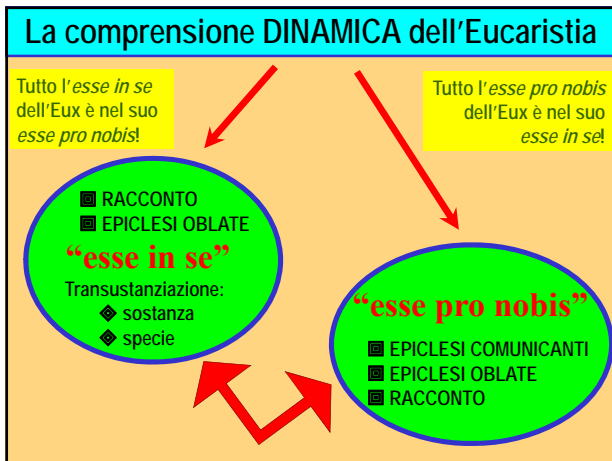 La comprensione DINAMICA dell’Eucaristia
Tutto l’esse in se
dell’Eux è nel suo
esse pro nobis!
Tutto l’esse pro nobis
dell’Eux è nel suo
esse in se!
RACCONTO
EPICLESI OBLATE
“esse in se”
Transustanziazione:
sostanza
specie
“esse pro nobis”
EPICLESI COMUNICANTI
EPICLESI OBLATE
RACCONTO